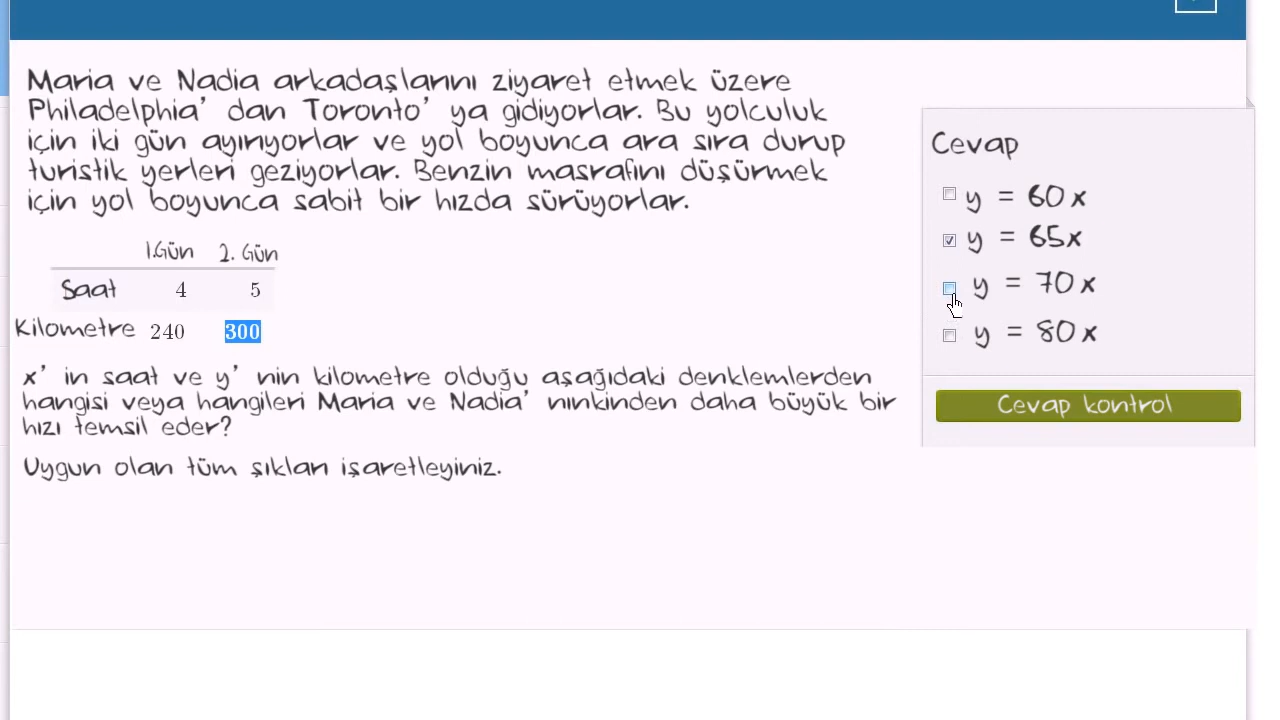 Maria ve Nadia arkadaşlarını ziyaret etmek üzere
Philadelphia' dan Toronto' ya gidiyorlar. Bu yolculuk
için iki gün ayırıyorlar ve yol boyunca ara sıra durup
turistik yerleri geziyorlar. Benzin masrafını düşürmek
için yol boyunca sabit bir hızda sürüyorlar.
1.Gün 2. Gün
Saat 4 5
Kilometre 240 300
x' in saat ve y' nin kilometre olduğu aşağıdaki denklemlerden
hangisi veya hangileri Maria ve Nadia' nınkinden daha büyük bir
hızı temsil eder?
Uygun olan tüm şıkları işaretleyiniz.
Cevap
y = 60x
y = 65x
y = 70x
y = 80x
Cevap kontrol